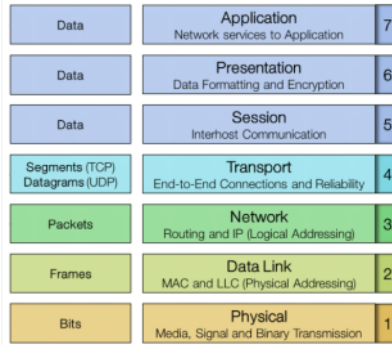 Data
Application
Network services to Application
7
Data
Presentation
Data Formatting and Encryption
6
Data
Session
Interhost Communication
5
Segments (TCP)
Datagrams (UDP)
Transport
End-to-End Connections and Reliability
4
Packets
Network
Routing and IP (Logical Addressing)
3
Frames
Data Link
MAC and LLC (Physical Addressing)
2
Bits
Physical
Media, Signal and Binary Transmission
1